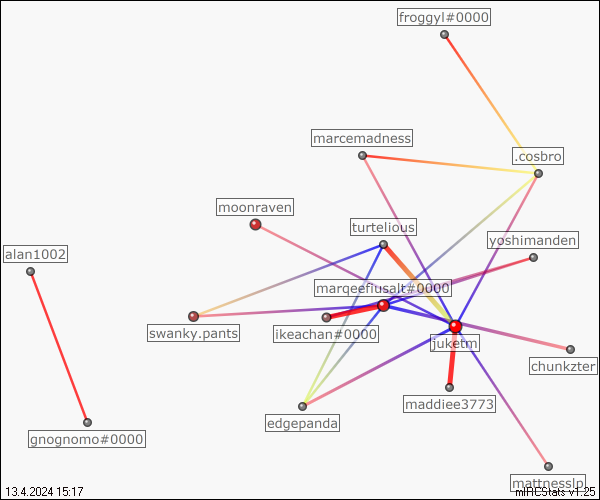 froggyl#0000
marcemadness
.cosbro
moonraven
turtelious
yoshimanden
alan1002
marqeefiusalt#0000
swanky.pants
ikeachan#0000
juketm
chunkzter
maddiee3773
edgepanda
gnognomo#0000
mattnesslp
13.4.2024 15:17
mIRCStats v1.25